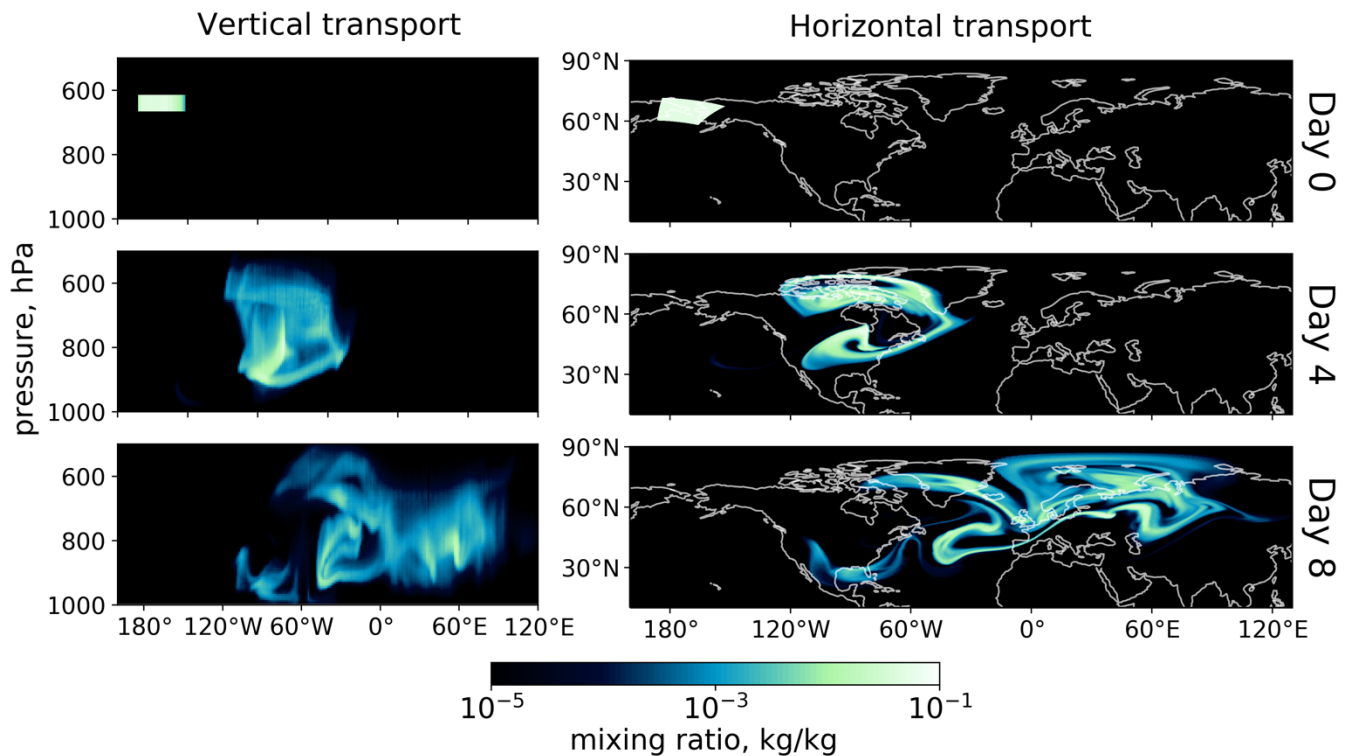 Vertical transport
Horizontal transport
600
800
1000
90°N
60°N
30°N
Day 0
pressure, hPa
600
800
1000
90°N
60°N
30°N
Day 4
600
800
1000
180° 120°W 60°W 0° 60°E 120°E
90°N
60°N
30°N
180° 120°W 60°W 0° 60°E 120°E
Day 8
10⁻⁵ 10⁻³ 10⁻¹
mixing ratio, kg/kg